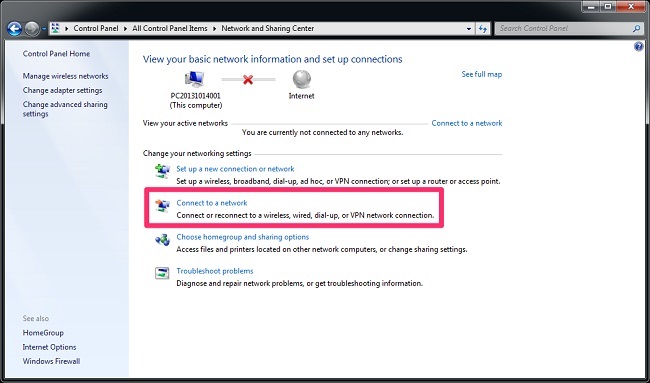 Control Panel ▸ All Control Panel Items ▸ Network and Sharing Center
Search Control Panel
Control Panel Home
Manage wireless networks
Change adapter settings
Change advanced sharing
settings
See also
HomeGroup
Internet Options
Windows Firewall
View your basic network information and set up connections
See full map
PC20131014001
(This computer)
Internet
View your active networks
Connect to a network
You are currently not connected to any networks.
Change your networking settings
Set up a new connection or network
Set up a wireless, broadband, dial-up, ad hoc, or VPN connection; or set up a router or access point.
Connect to a network
Connect or reconnect to a wireless, wired, dial-up, or VPN network connection.
Choose homegroup and sharing options
Access files and printers located on other network computers, or change sharing settings.
Troubleshoot problems
Diagnose and repair network problems, or get troubleshooting information.